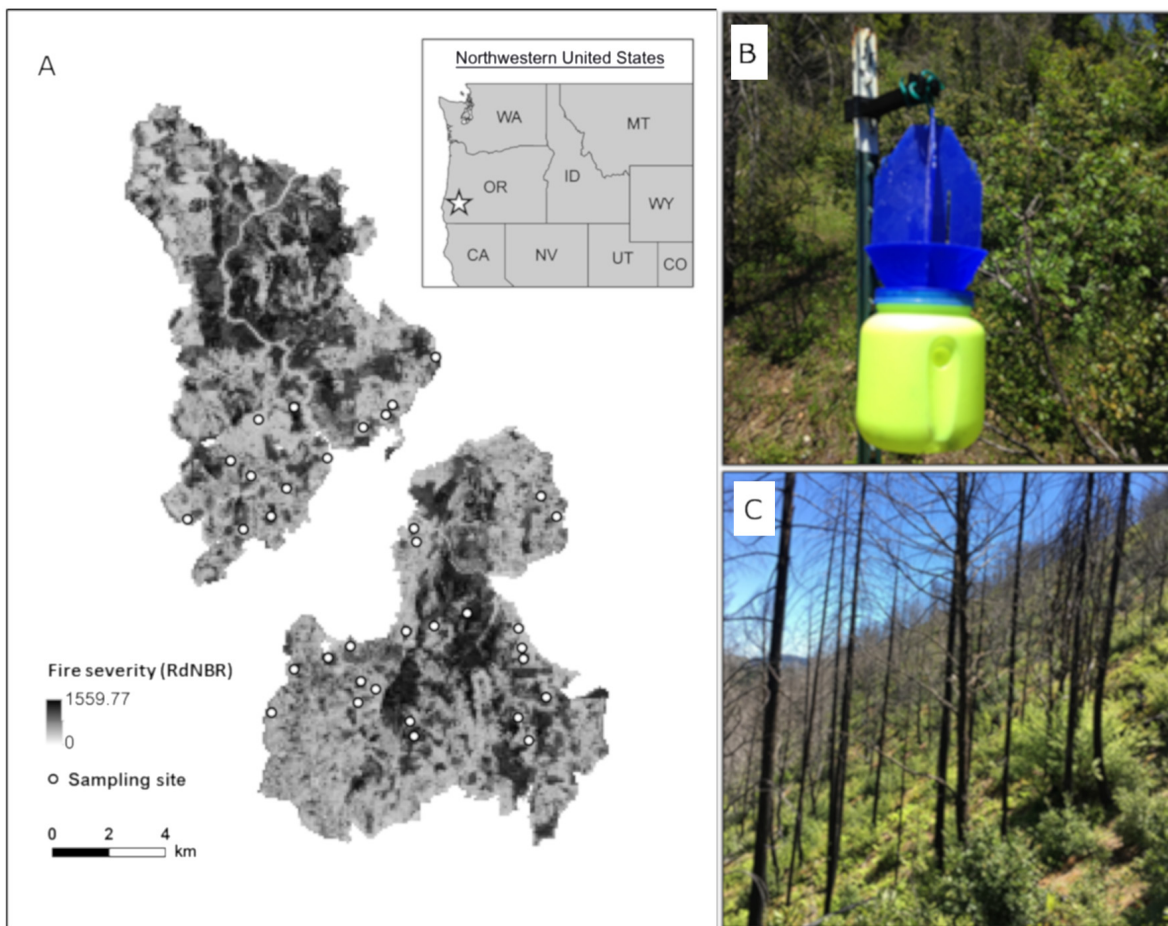 A
Northwestern United States
WA
MT
OR
ID
WY
CA
NV
UT
CO
Fire severity (RdNBR)
1559.77
0
Sampling site
0 2 4
km
B
C